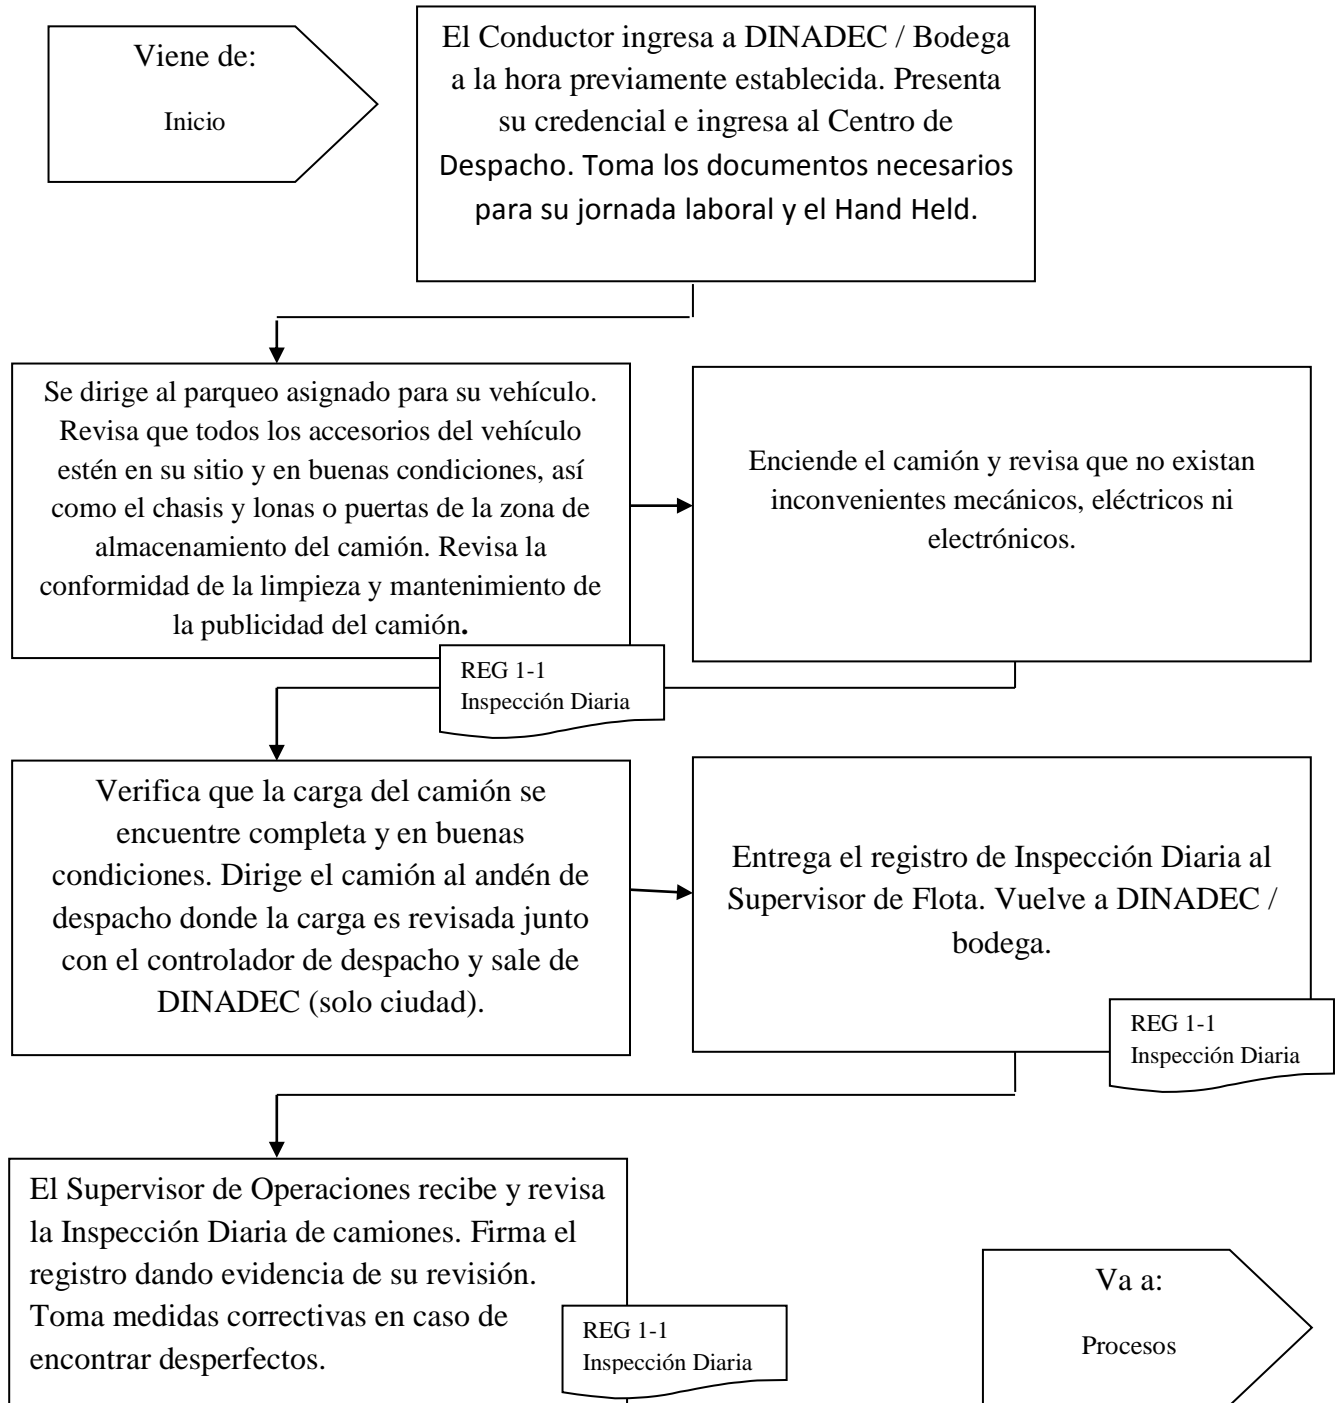 Viene de:
Inicio
El Conductor ingresa a DINADEC / Bodega
a la hora previamente establecida. Presenta
su credencial e ingresa al Centro de
Despacho. Toma los documentos necesarios
para su jornada laboral y el Hand Held.
Se dirige al parqueo asignado para su vehículo.
Revisa que todos los accesorios del vehículo
estén en su sitio y en buenas condiciones, así
como el chasis y lonas o puertas de la zona de
almacenamiento del camión. Revisa la
conformidad de la limpieza y mantenimiento de
la publicidad del camión.
REG 1-1
Inspección Diaria
Enciende el camión y revisa que no existan
inconvenientes mecánicos, eléctricos ni
electrónicos.
Verifica que la carga del camión se
encuentre completa y en buenas
condiciones. Dirige el camión al andén de
despacho donde la carga es revisada junto
con el controlador de despacho y sale de
DINADEC (solo ciudad).
Entrega el registro de Inspección Diaria al
Supervisor de Flota. Vuelve a DINADEC /
bodega.
REG 1-1
Inspección Diaria
El Supervisor de Operaciones recibe y revisa
la Inspección Diaria de camiones. Firma el
registro dando evidencia de su revisión.
Toma medidas correctivas en caso de
encontrar desperfectos.
REG 1-1
Inspección Diaria
Va a:
Procesos